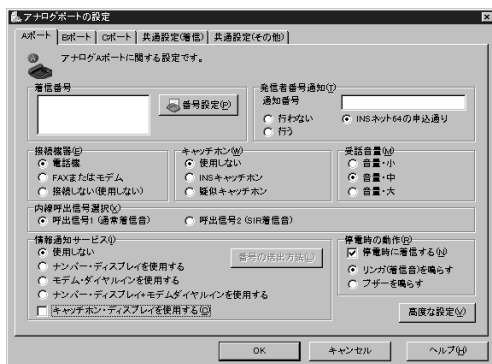 アナログポートの設定
Aポート Bポート Cポート 共通設定(着信) 共通設定(その他)
アナログAポートに関する設定です。
着信番号
番号設定(P)
発信者番号通知(T)
通知番号
行わない INSネット64の申込通り
行う
接続機器(E)
電話機
FAXまたはモデム
接続しない(使用しない)
キャッチホン(W)
使用しない
INSキャッチホン
疑似キャッチホン
受話音量(M)
音量・小
音量・中
音量・大
内線呼出信号選択(K)
呼出信号1 (通常着信音) 呼出信号2 (SIR着信音)
情報通知サービス(I)
使用しない
ナンバー・ディスプレイを使用する
モデム・ダイヤルインを使用する
ナンバー・ディスプレイ+モデムダイヤルインを使用する
キャッチホン・ディスプレイを使用する(C)
番号の送出方法(L)
停電時の動作(R)
停電時に着信する(N)
リンガ(着信音)を鳴らす
ブザーを鳴らす
高度な設定(V)
OK キャンセル ヘルプ(H)